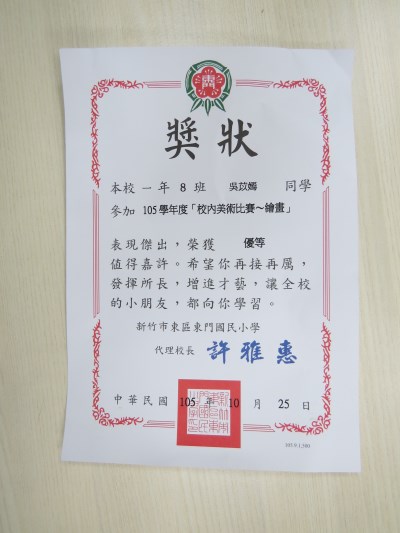 獎狀
本校一年8班 吳苡嫣 同學
參加 105學年度「校內美術比賽～繪畫」
表現傑出，榮獲 優等
值得嘉許。希望你再接再厲，
發揮所長，增進才藝，讓全校
的小朋友，都向你學習。
新竹市東區東門國民小學
代理校長 許雅惠
中華民國 105 年 10 月 25 日